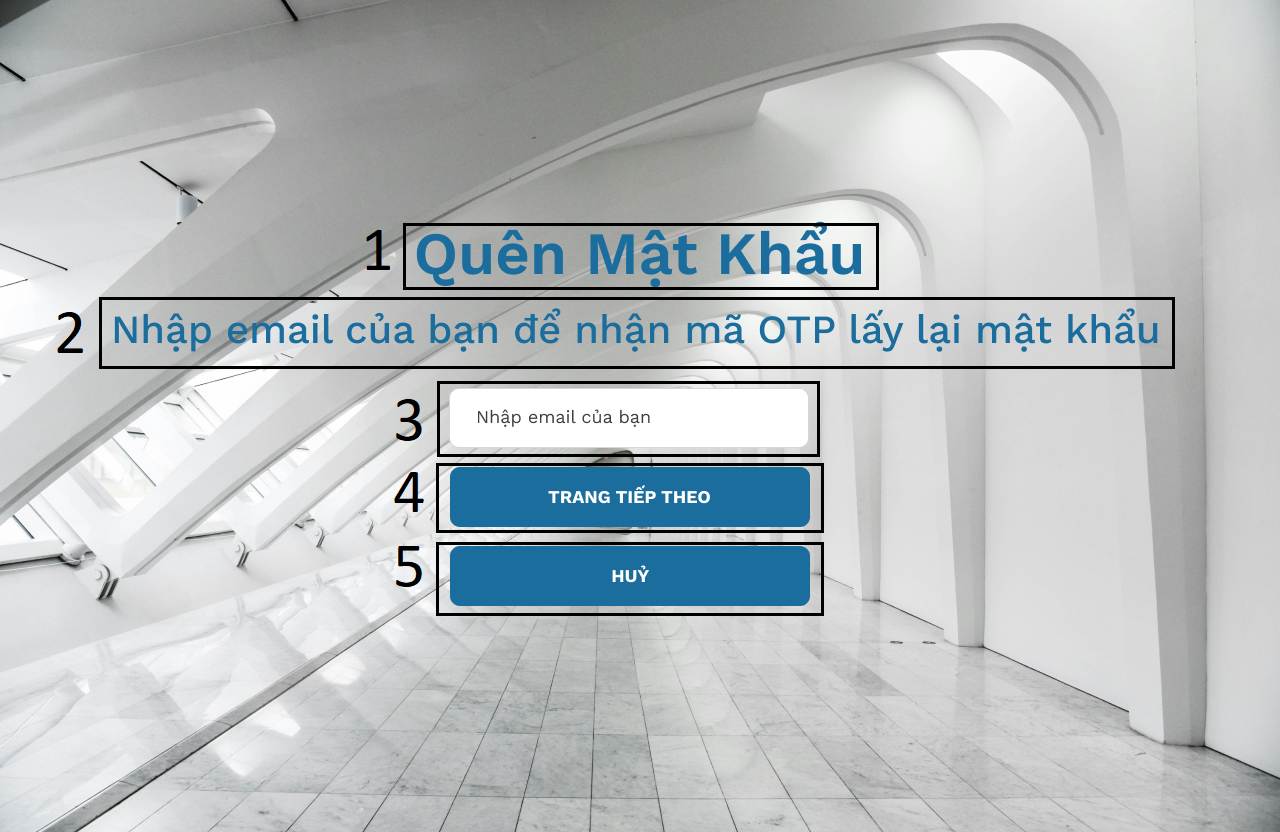 1 Quên Mật Khẩu
2 Nhập email của bạn để nhận mã OTP lấy lại mật khẩu
3 Nhập email của bạn
4 TRANG TIẾP THEO
5 HUỶ